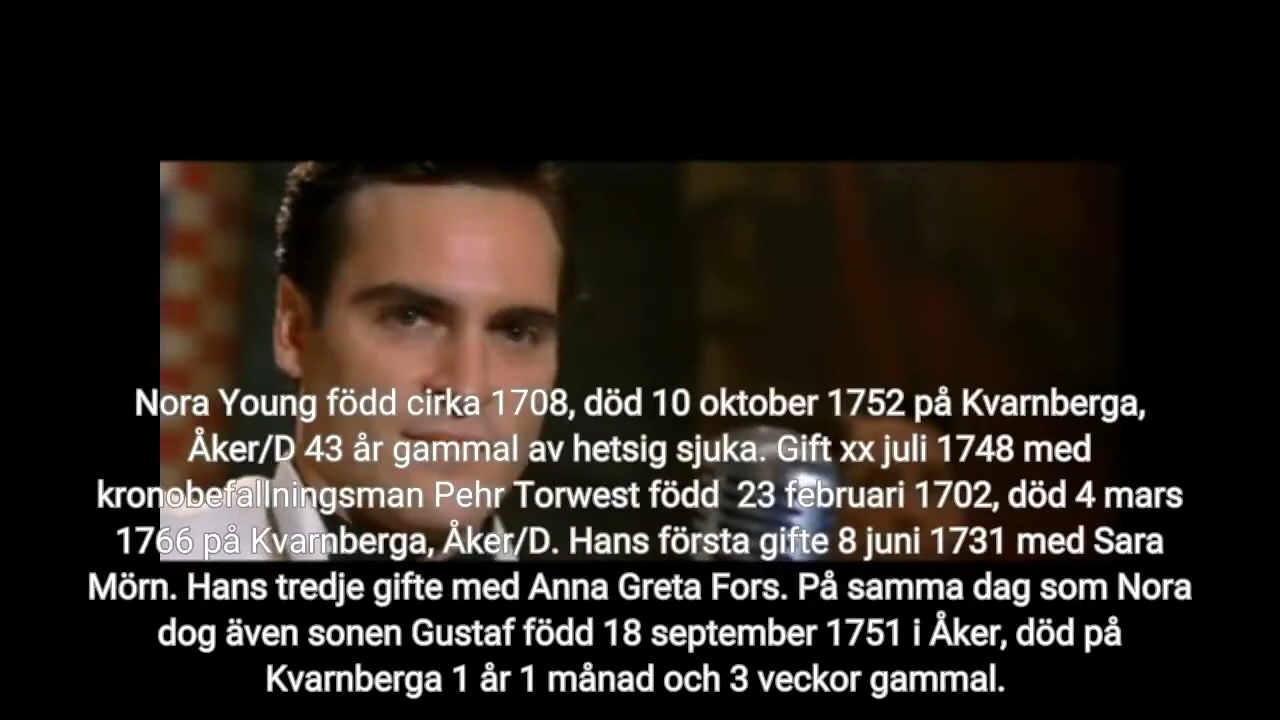 Nora Young född cirka 1708, död 10 oktober 1752 på Kvarnberga,
Åker/D 43 år gammal av hetsig sjuka. Gift xx juli 1748 med
kronobefallningsman Pehr Torwest född  23 februari 1702, död 4 mars
1766 på Kvarnberga, Åker/D. Hans första gifte 8 juni 1731 med Sara
Mörn. Hans tredje gifte med Anna Greta Fors. På samma dag som Nora
dog även sonen Gustaf född 18 september 1751 i Åker, död på
Kvarnberga 1 år 1 månad och 3 veckor gammal.